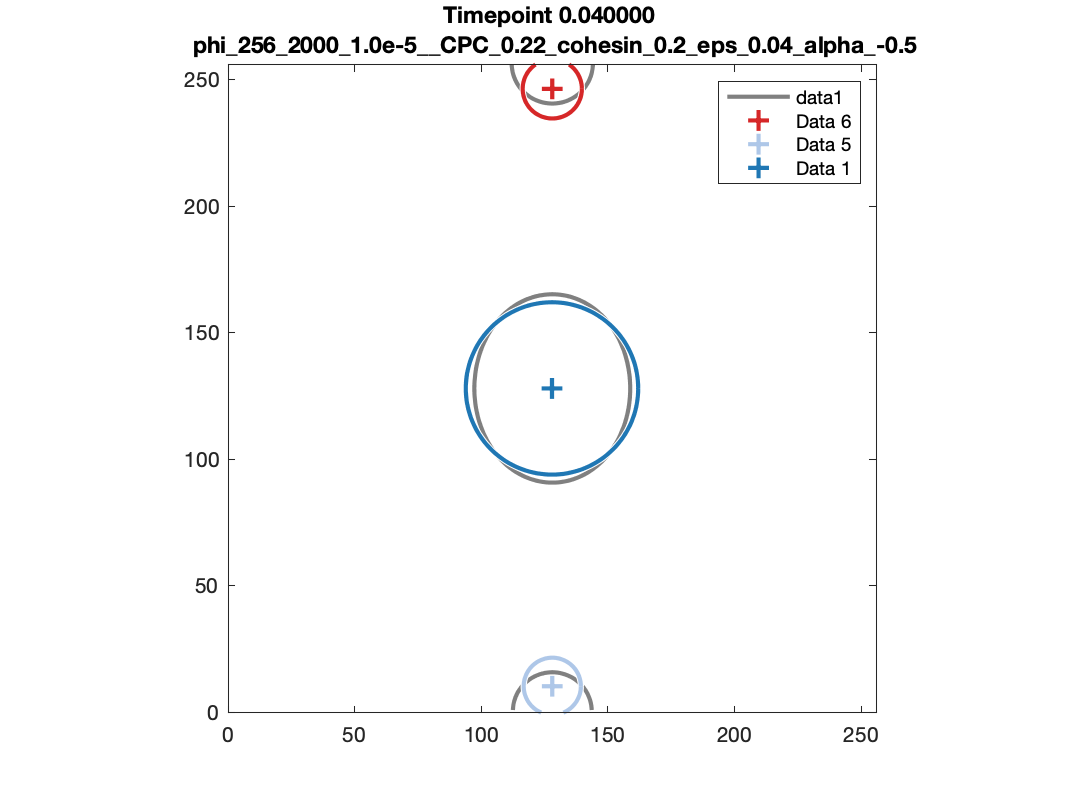 Timepoint 0.040000
phi_256_2000_1.0e-5__CPC_0.22_cohesin_0.2_eps_0.04_alpha_-0.5
250
200
150
100
50
0
0 50 100 150 200 250
data1
Data 6
Data 5
Data 1